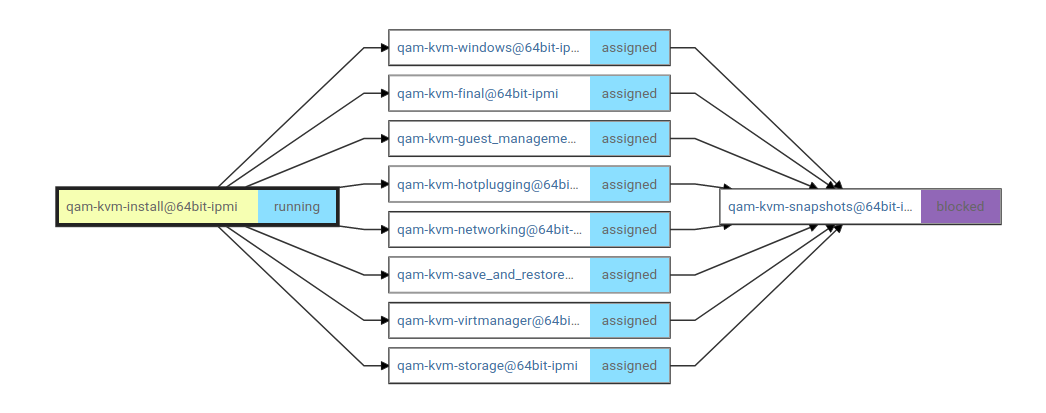 qam-kvm-windows@64bit-ip... assigned
qam-kvm-final@64bit-ipmi assigned
qam-kvm-guest_manageme... assigned
qam-kvm-hotplugging@64bi... assigned
qam-kvm-install@64bit-ipmi running
qam-kvm-snapshots@64bit-i... blocked
qam-kvm-networking@64bit-... assigned
qam-kvm-save_and_restore... assigned
qam-kvm-virtmanager@64bi... assigned
qam-kvm-storage@64bit-ipmi assigned